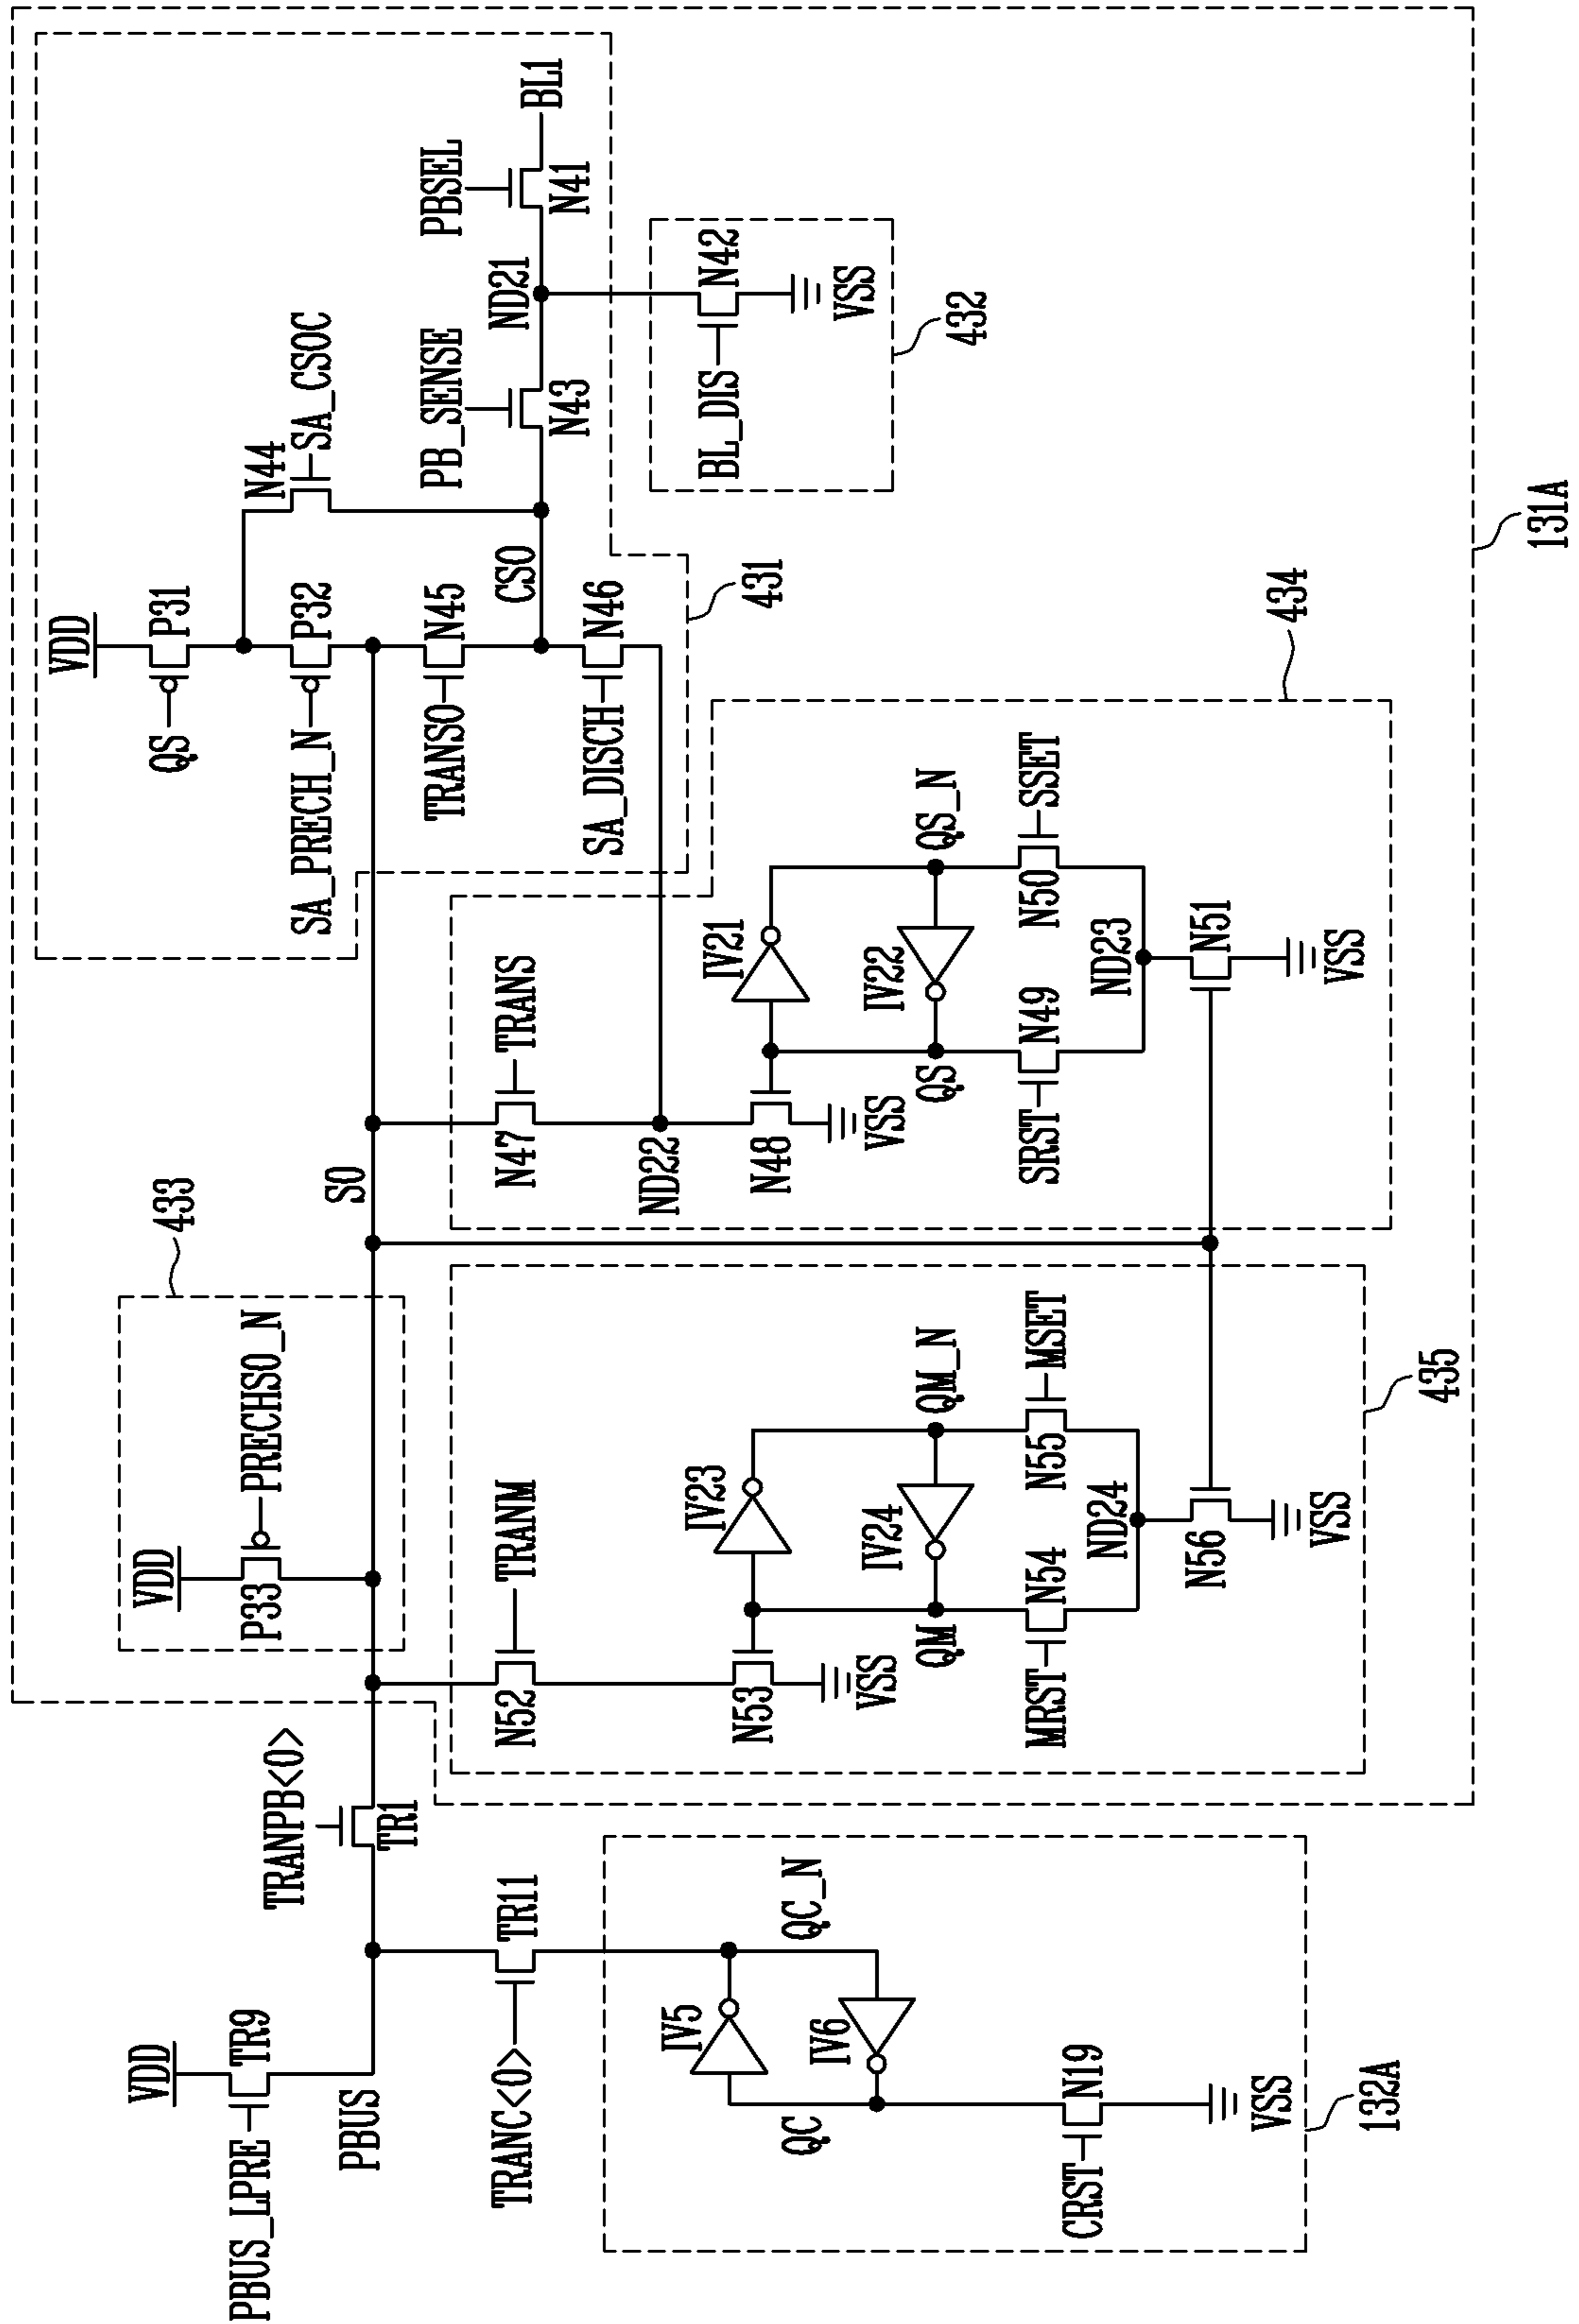 VDD
PBUS_LPRE
TR9
PBUS
TRANPB<0>
TR1
TRANC<0>
TR11
QC_N
IV5
IV6
QC
CRST
N19
VSS
132A
433
VDD
P33
PRECHSO_N
SO
N52
TRANM
N53
VSS
IV23
QM_N
IV24
QM
MRST
N54
N55
MSET
ND24
N56
VSS
435
N47
TRANS
ND22
N48
VSS
IV21
QS_N
IV22
QS
SRST
N49
N50
SSET
ND23
N51
VSS
434
VDD
QS
P31
SA_PRECH_N
P32
TRANSO
N45
SA_DISCH
N46
CSO
N44
SA_CSOC
PB_SENSE
N43
ND21
PBSEL
N41
BL1
431
BL_DIS
N42
VSS
432
131A